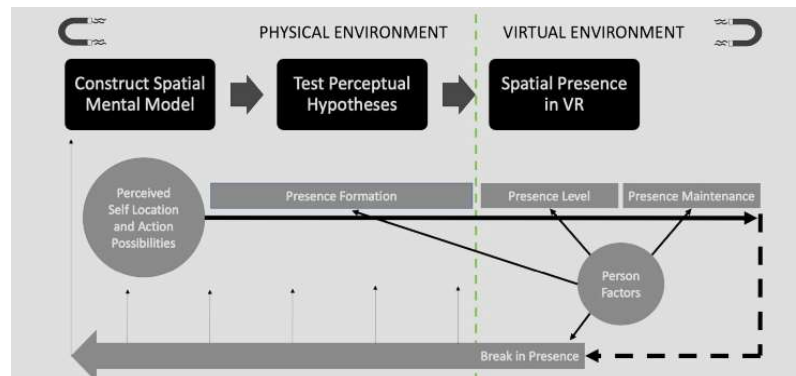 PHYSICAL ENVIRONMENT
VIRTUAL ENVIRONMENT
Construct Spatial
Mental Model
Test Perceptual
Hypotheses
Spatial Presence
in VR
Perceived
Self Location
and Action
Possibilities
Presence Formation
Presence Level
Presence Maintenance
Person
Factors
Break in Presence